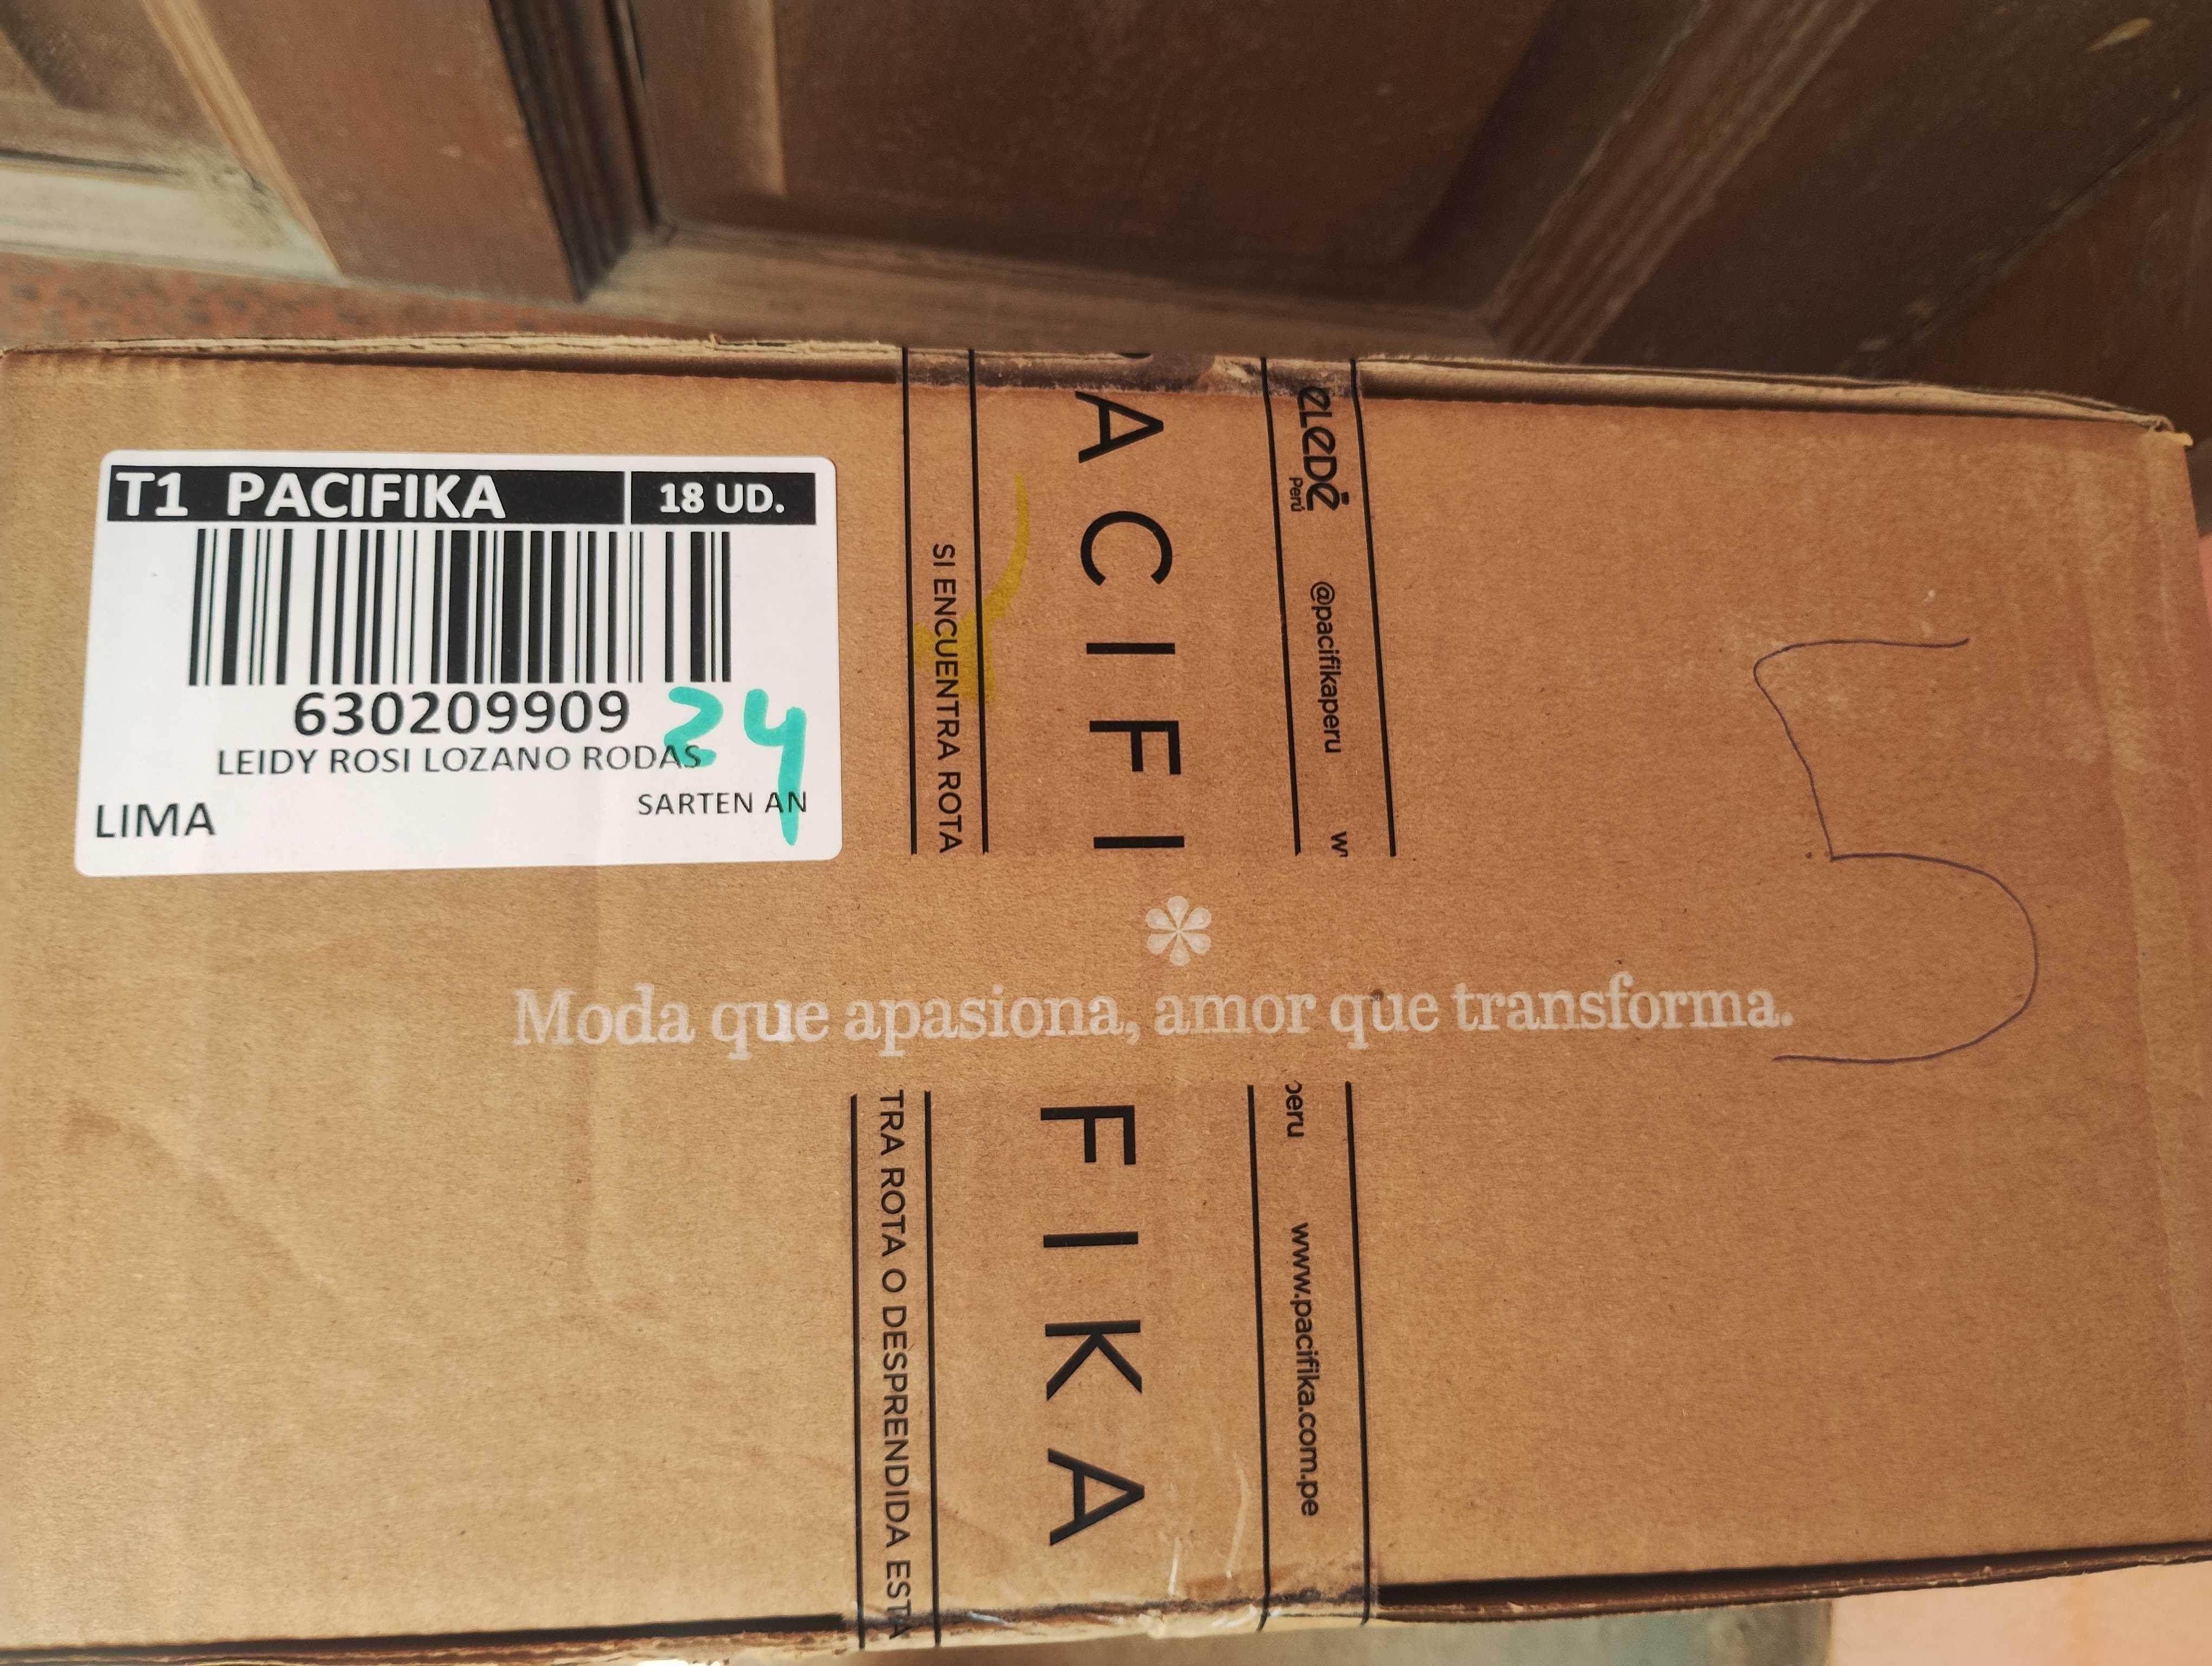 T1 PACIFIKA 18 UD.
630209909
24
LEIDY ROSI LOZANO RODAS
SARTEN AN
LIMA
SI ENCUENTRA ROTA
ACIFI
eLeDé
Perú
@pacifikaperu
w
5
Moda que apasiona, amor que transforma.
TRA ROTA O DESPRENDIDA ESTA
FIKA
peru www.pacifika.com.pe